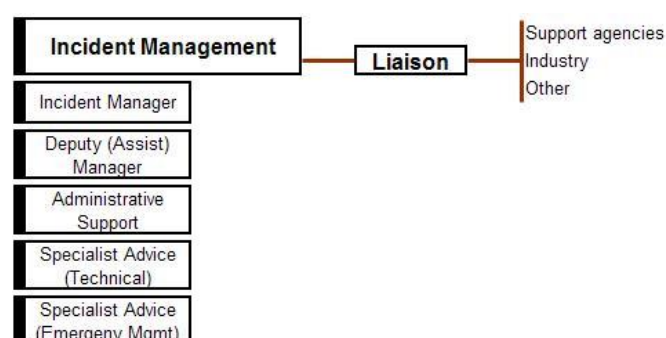 Incident Management
Liaison
Support agencies
Industry
Other
Incident Manager
Deputy (Assist)
Manager
Administrative
Support
Specialist Advice
(Technical)
Specialist Advice
(Emergeny Mgmt)